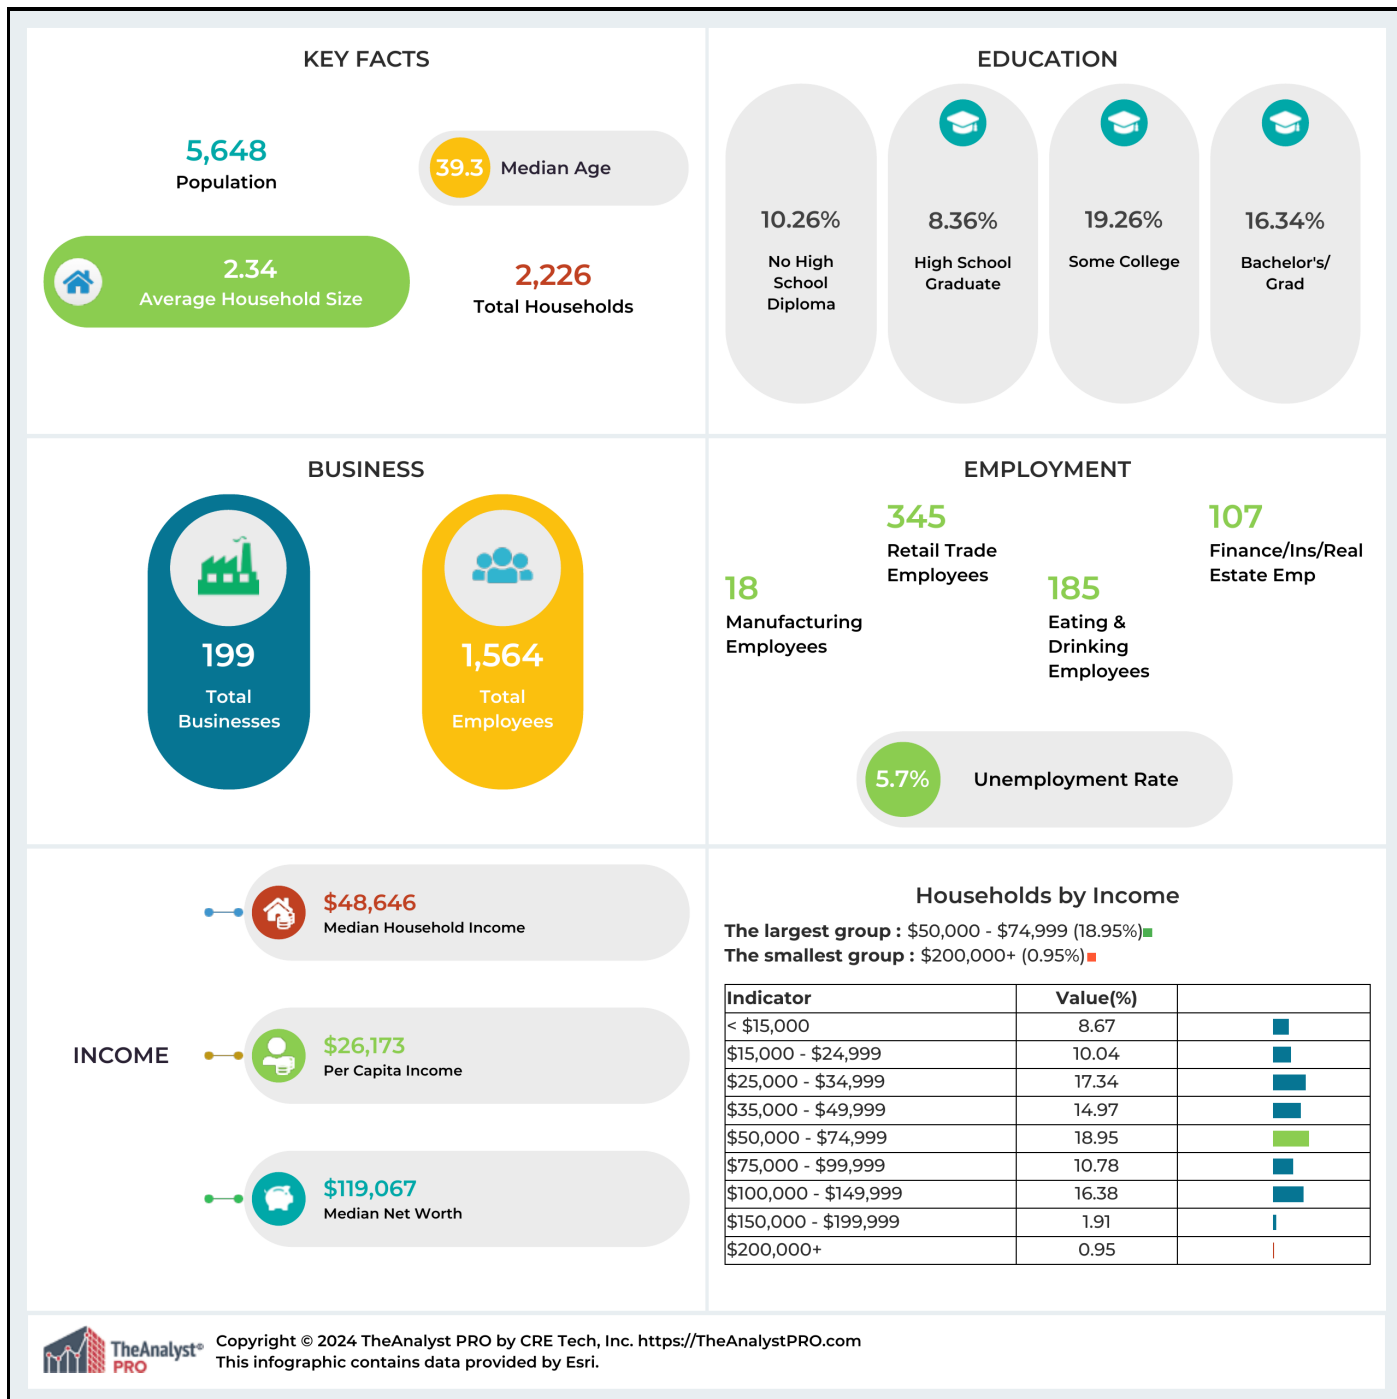 KEY FACTS
5,648
Population
39.3 Median Age
2.34
Average Household Size
2,226
Total Households
EDUCATION
10.26%
No High
School
Diploma
8.36%
High School
Graduate
19.26%
Some College
16.34%
Bachelor's/
Grad
BUSINESS
199
Total
Businesses
1,564
Total
Employees
EMPLOYMENT
18
Manufacturing
Employees
345
Retail Trade
Employees
185
Eating &
Drinking
Employees
107
Finance/Ins/Real
Estate Emp
5.7% Unemployment Rate
INCOME
$48,646
Median Household Income
$26,173
Per Capita Income
$119,067
Median Net Worth
Households by Income
The largest group : $50,000 - $74,999 (18.95%)
The smallest group : $200,000+ (0.95%)
Indicator Value(%)
< $15,000 8.67
$15,000 - $24,999 10.04
$25,000 - $34,999 17.34
$35,000 - $49,999 14.97
$50,000 - $74,999 18.95
$75,000 - $99,999 10.78
$100,000 - $149,999 16.38
$150,000 - $199,999 1.91
$200,000+ 0.95
TheAnalyst®
PRO
Copyright © 2024 TheAnalyst PRO by CRE Tech, Inc. https://TheAnalystPRO.com
This infographic contains data provided by Esri.